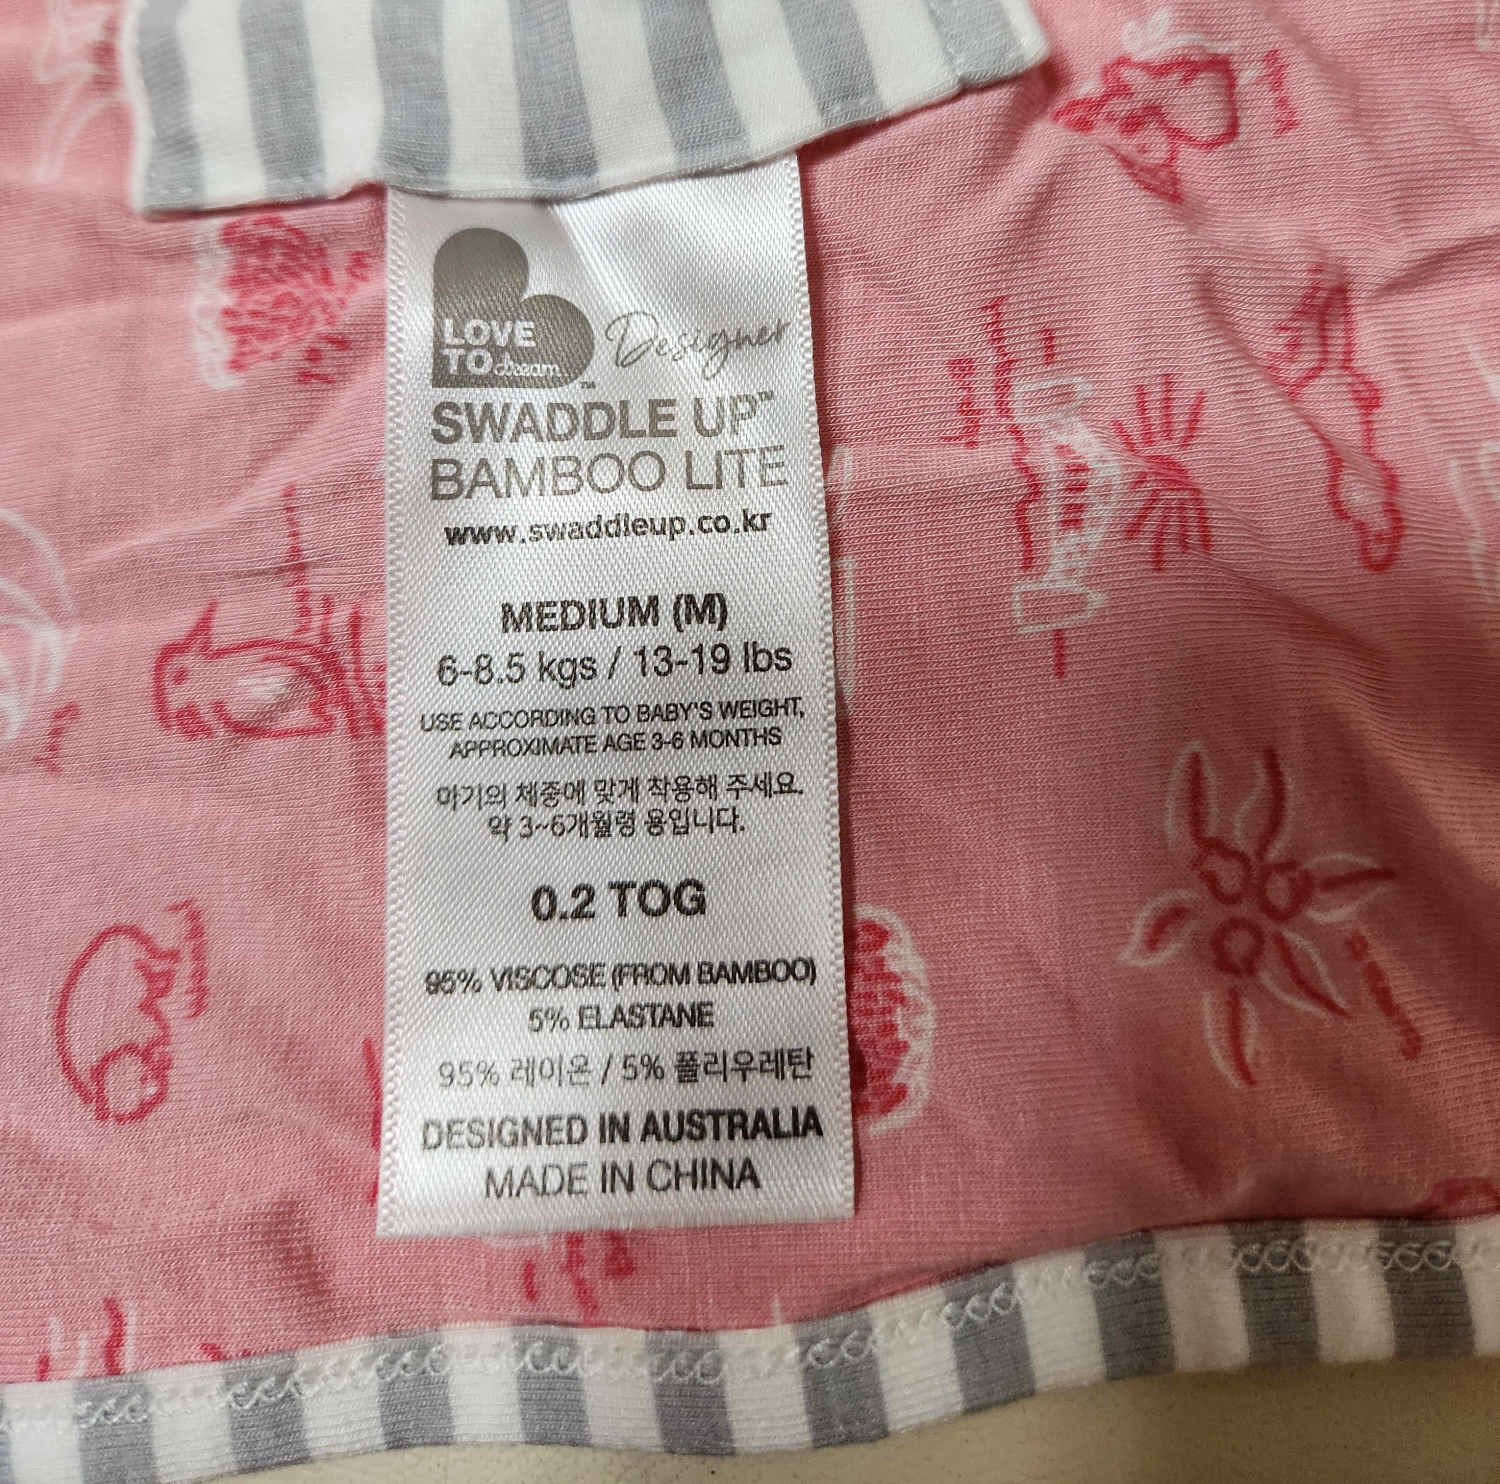 LOVE
TO dream™ Designer
SWADDLE UP™
BAMBOO LITE
www.swaddleup.co.kr
MEDIUM (M)
6-8.5 kgs / 13-19 lbs
USE ACCORDING TO BABY'S WEIGHT,
APPROXIMATE AGE 3-6 MONTHS
아기의 체중에 맞게 착용해 주세요.
약 3~6개월령 용입니다.
0.2 TOG
95% VISCOSE (FROM BAMBOO)
5% ELASTANE
95% 레이온 / 5% 폴리우레탄
DESIGNED IN AUSTRALIA
MADE IN CHINA